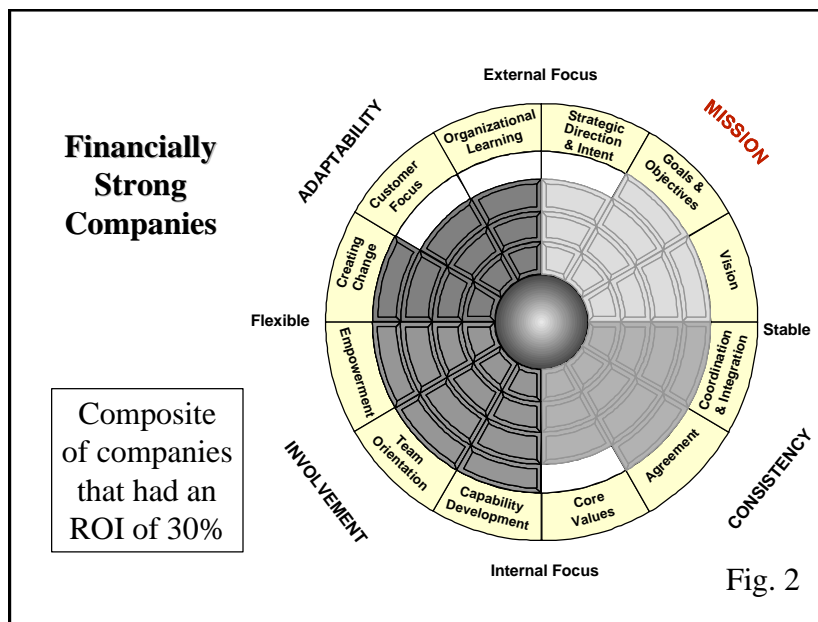 External Focus
Financially
Strong
Companies
ADAPTABILITY
MISSION
Organizational
Learning
Strategic
Direction
& Intent
Customer
Focus
Goals &
Objectives
Creating
Change
Vision
Flexible
Stable
Empowerment
Coordination
& Integration
Team
Orientation
Agreement
Capability
Development
Core
Values
Composite
of companies
that had an
ROI of 30%
INVOLVEMENT
CONSISTENCY
Internal Focus
Fig. 2